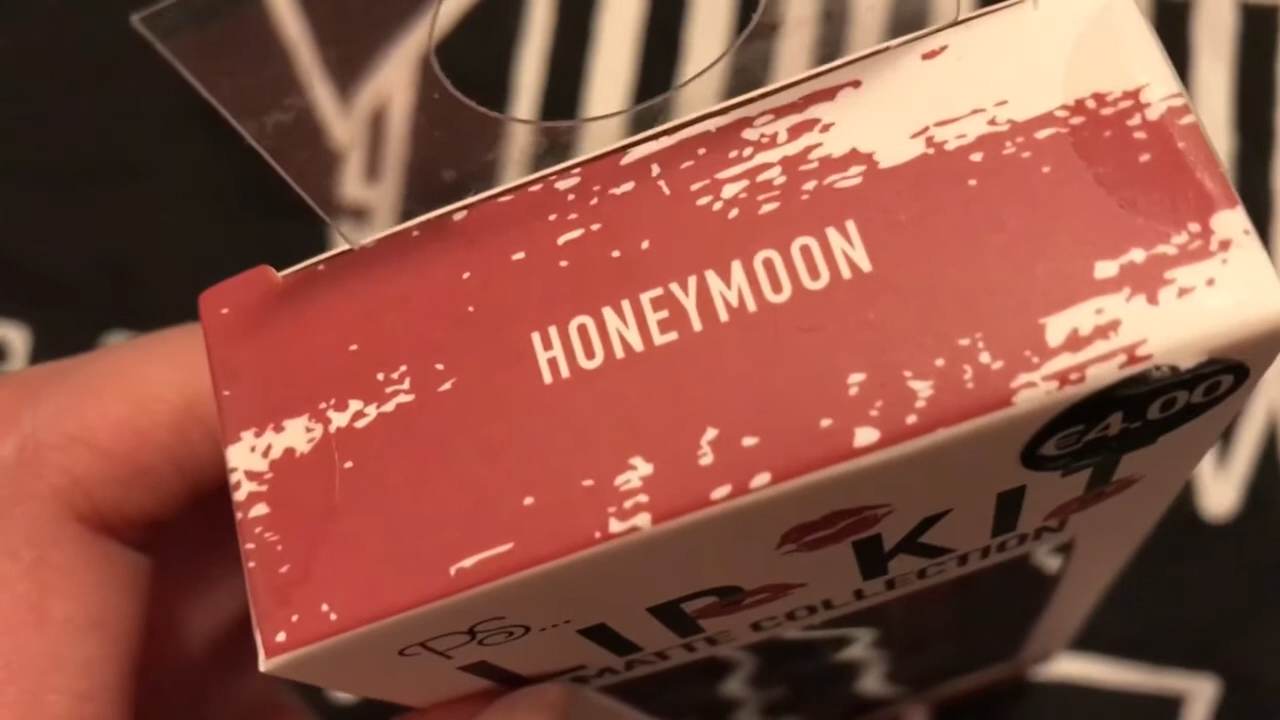 HONEYMOON
€4.00
PS...
LIP KIT
MATTE COLLECTION